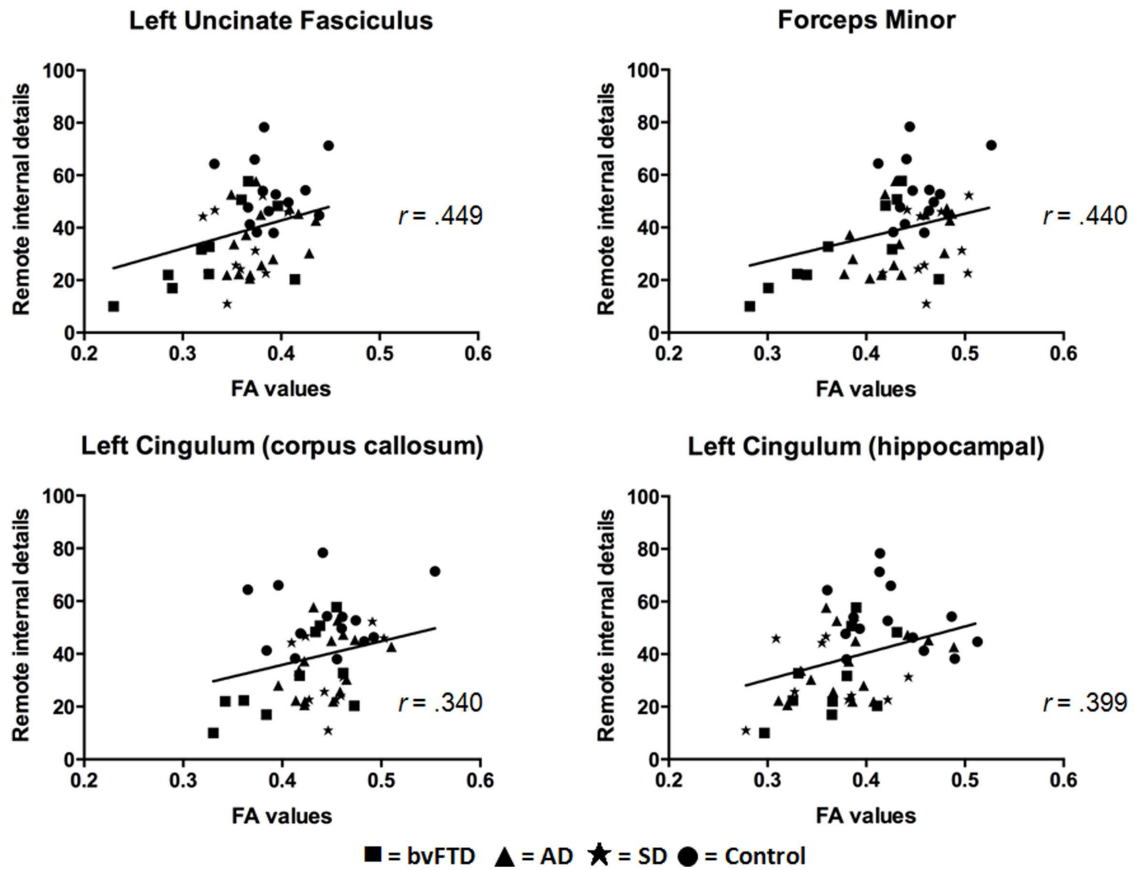 Left Uncinate Fasciculus
Remote internal details
100
80
60
40
20
0
0.2 0.3 0.4 0.5 0.6
FA values
r = .449
Forceps Minor
Remote internal details
100
80
60
40
20
0
0.2 0.3 0.4 0.5 0.6
FA values
r = .440
Left Cingulum (corpus callosum)
Remote internal details
100
80
60
40
20
0
0.2 0.3 0.4 0.5 0.6
FA values
r = .340
Left Cingulum (hippocampal)
Remote internal details
100
80
60
40
20
0
0.2 0.3 0.4 0.5 0.6
FA values
r = .399
■ = bvFTD ▲ = AD ★ = SD ● = Control